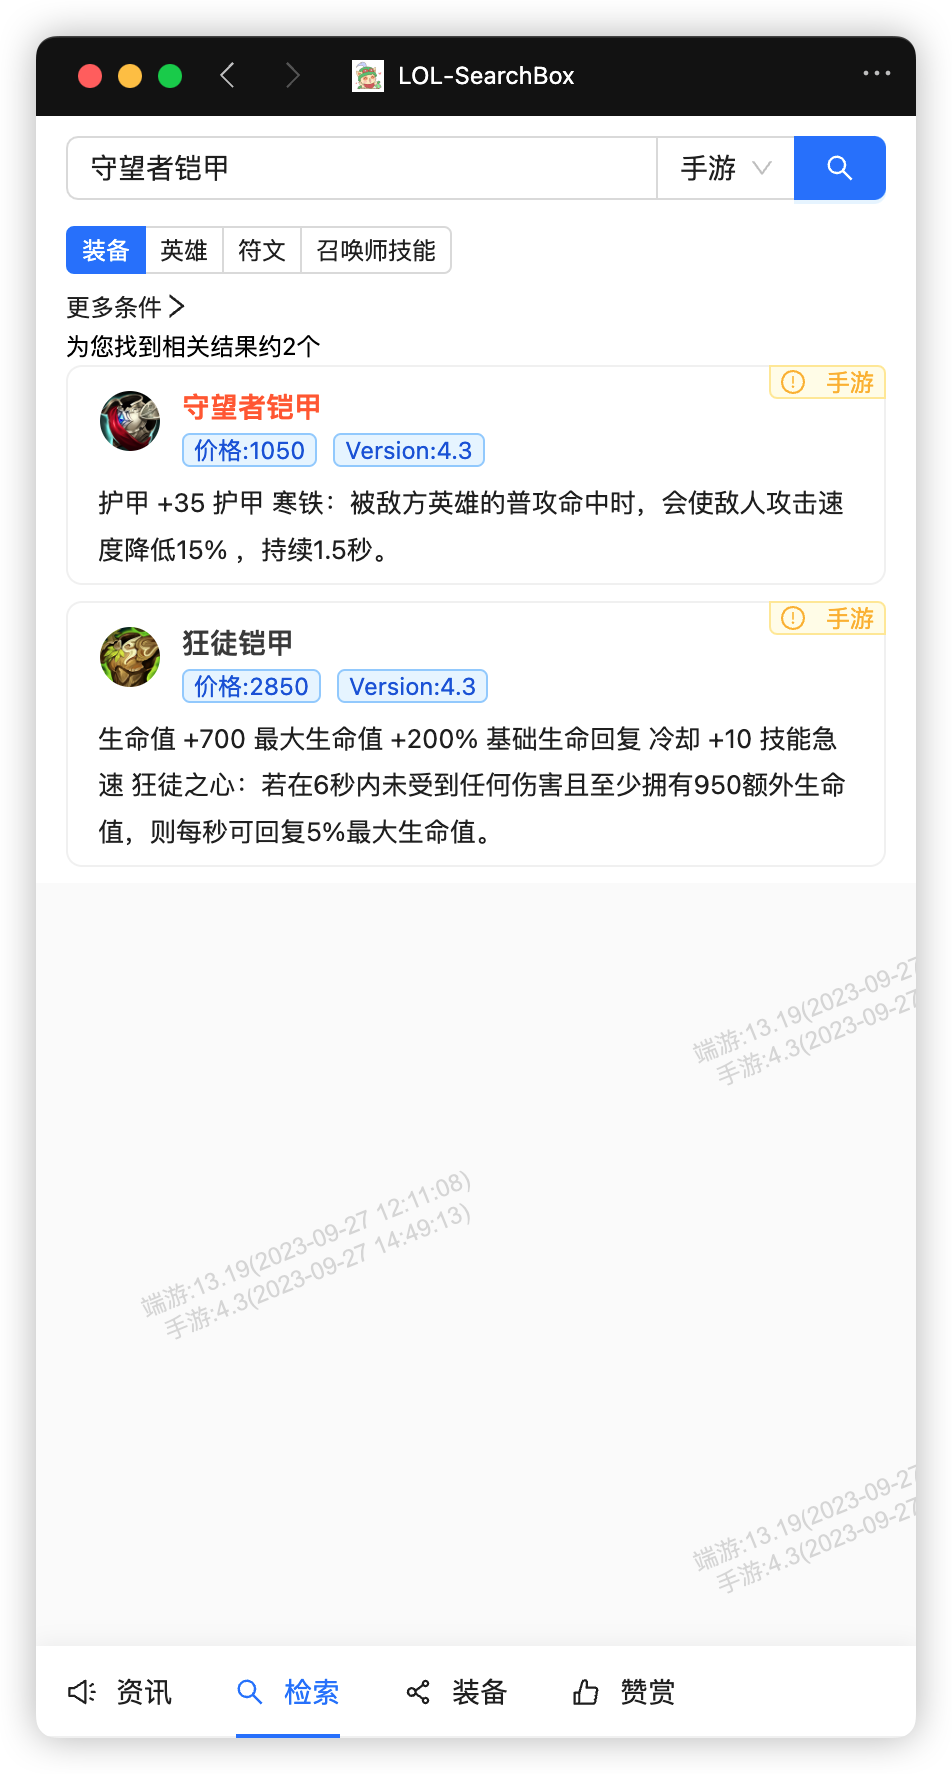 LOL-SearchBox
守望者铠甲
手游
装备 英雄 符文 召唤师技能
更多条件
为您找到相关结果约2个
手游
守望者铠甲
价格:1050 Version:4.3
护甲 +35 护甲 寒铁：被敌方英雄的普攻命中时，会使敌人攻击速
度降低15% ，持续1.5秒。
手游
狂徒铠甲
价格:2850 Version:4.3
生命值 +700 最大生命值 +200% 基础生命回复 冷却 +10 技能急
速 狂徒之心：若在6秒内未受到任何伤害且至少拥有950额外生命
值，则每秒可回复5%最大生命值。
端游:13.19(2023-09-27
手游:4.3(2023-09-27
端游:13.19(2023-09-27 12:11:08)
手游:4.3(2023-09-27 14:49:13)
端游:13.19(2023-09-27
手游:4.3(2023-09-27
资讯 检索 装备 赞赏